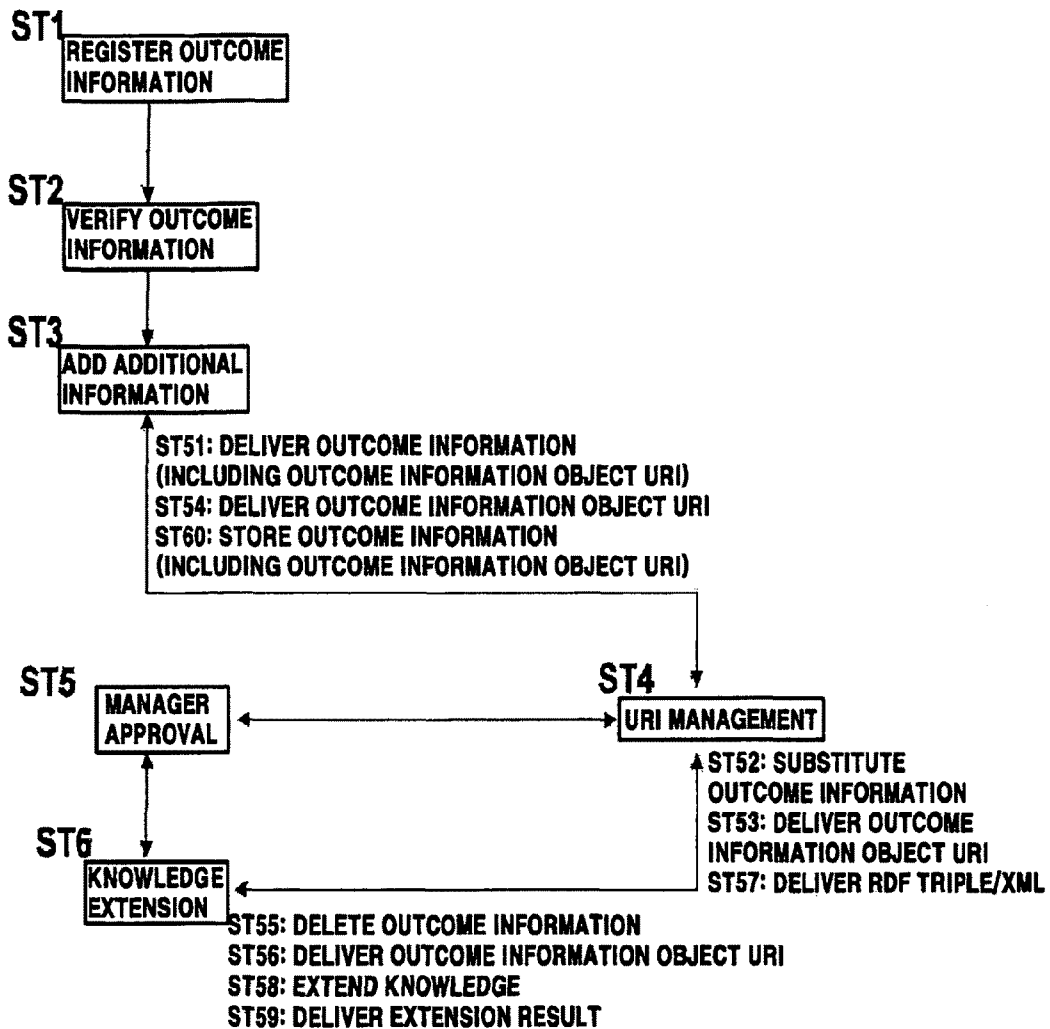 ST1
REGISTER OUTCOME
INFORMATION
ST2
VERIFY OUTCOME
INFORMATION
ST3
ADD ADDITIONAL
INFORMATION
ST51: DELIVER OUTCOME INFORMATION
(INCLUDING OUTCOME INFORMATION OBJECT URI)
ST54: DELIVER OUTCOME INFORMATION OBJECT URI
ST60: STORE OUTCOME INFORMATION
(INCLUDING OUTCOME INFORMATION OBJECT URI)
ST5
MANAGER
APPROVAL
ST4
URI MANAGEMENT
ST52: SUBSTITUTE
OUTCOME INFORMATION
ST53: DELIVER OUTCOME
INFORMATION OBJECT URI
ST57: DELIVER RDF TRIPLE/XML
ST6
KNOWLEDGE
EXTENSION
ST55: DELETE OUTCOME INFORMATION
ST56: DELIVER OUTCOME INFORMATION OBJECT URI
ST58: EXTEND KNOWLEDGE
ST59: DELIVER EXTENSION RESULT